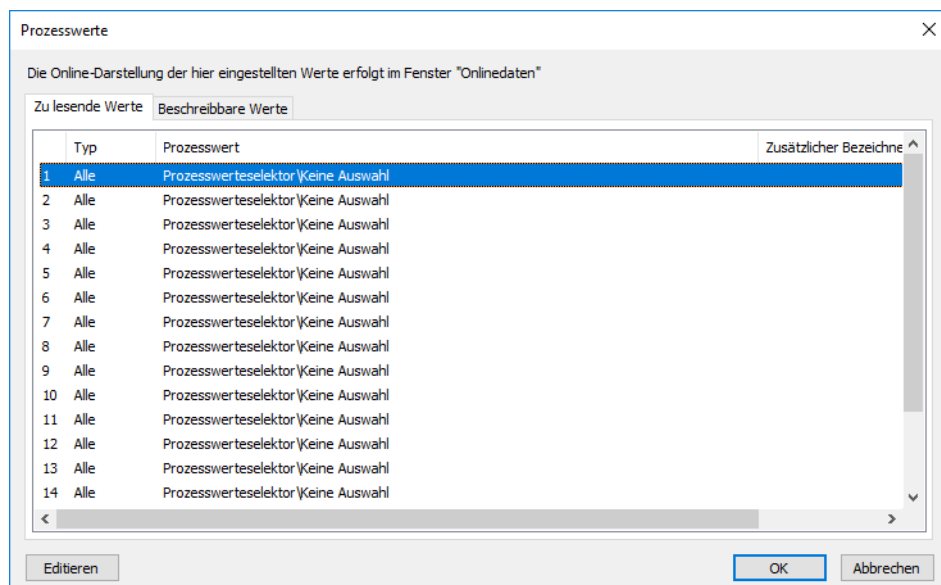 Prozesswerte
Die Online-Darstellung der hier eingestellten Werte erfolgt im Fenster "Onlinedaten"
Zu lesende Werte Beschreibbare Werte
Typ Prozesswert Zusätzlicher Bezeichne
1 Alle Prozesswerteselektor\Keine Auswahl
2 Alle Prozesswerteselektor\Keine Auswahl
3 Alle Prozesswerteselektor\Keine Auswahl
4 Alle Prozesswerteselektor\Keine Auswahl
5 Alle Prozesswerteselektor\Keine Auswahl
6 Alle Prozesswerteselektor\Keine Auswahl
7 Alle Prozesswerteselektor\Keine Auswahl
8 Alle Prozesswerteselektor\Keine Auswahl
9 Alle Prozesswerteselektor\Keine Auswahl
10 Alle Prozesswerteselektor\Keine Auswahl
11 Alle Prozesswerteselektor\Keine Auswahl
12 Alle Prozesswerteselektor\Keine Auswahl
13 Alle Prozesswerteselektor\Keine Auswahl
14 Alle Prozesswerteselektor\Keine Auswahl
Editieren OK Abbrechen